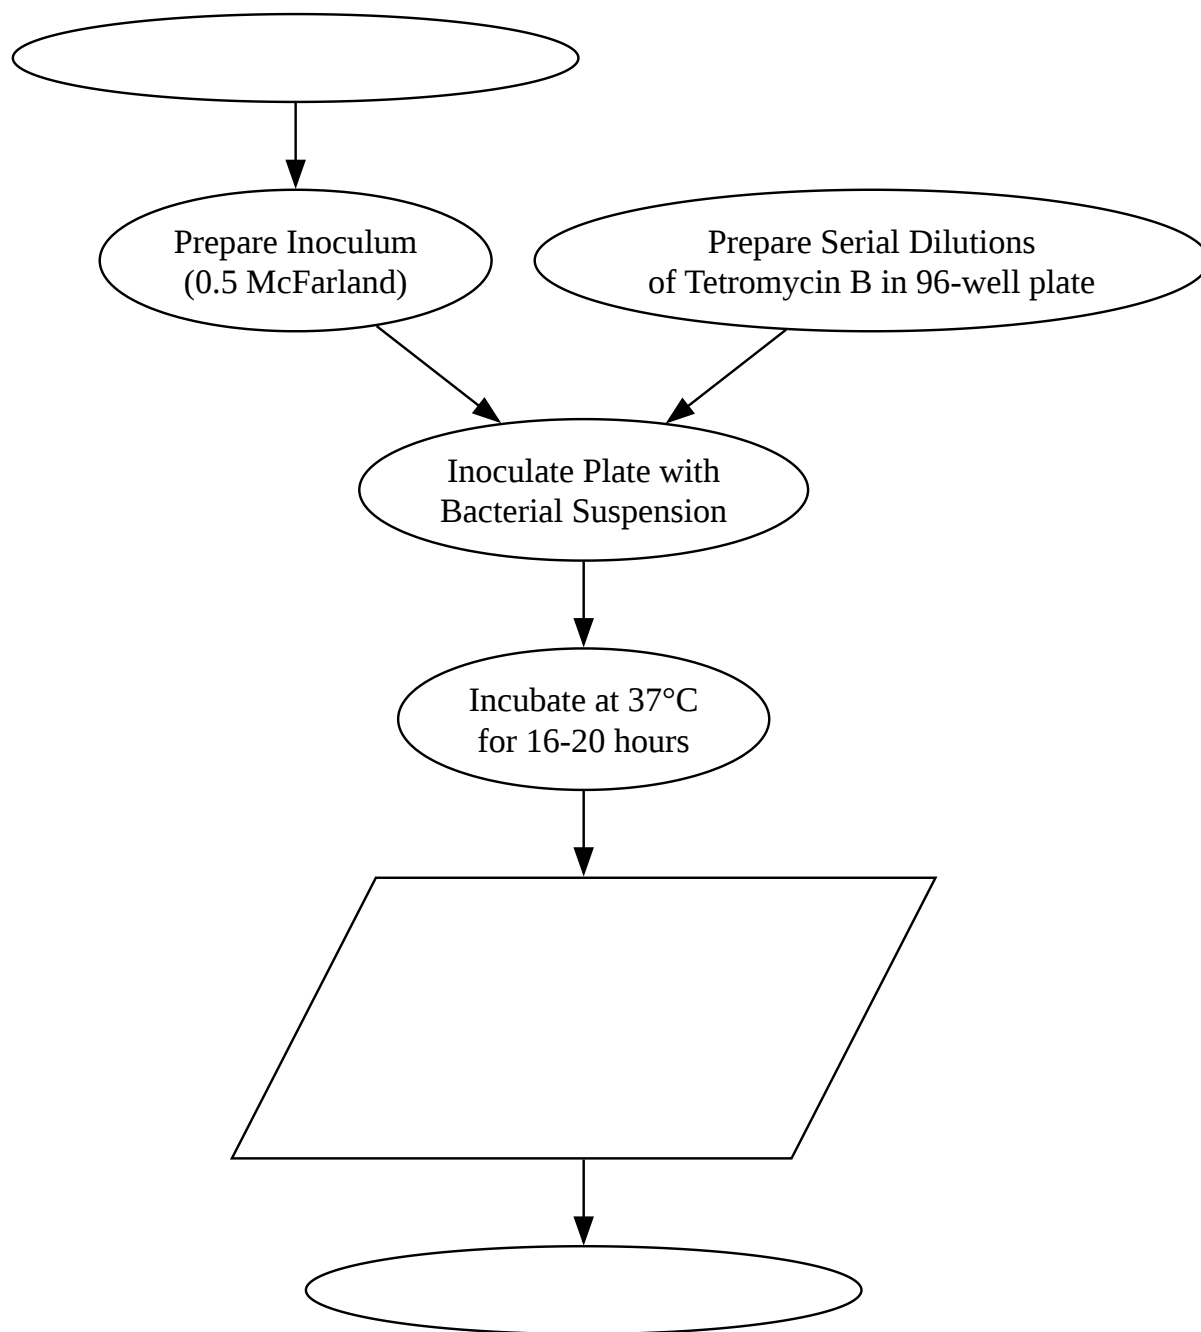 Prepare Inoculum
(0.5 McFarland)
Prepare Serial Dilutions
of Tetromycin B in 96-well plate
Inoculate Plate with
Bacterial Suspension
Incubate at 37°C
for 16-20 hours